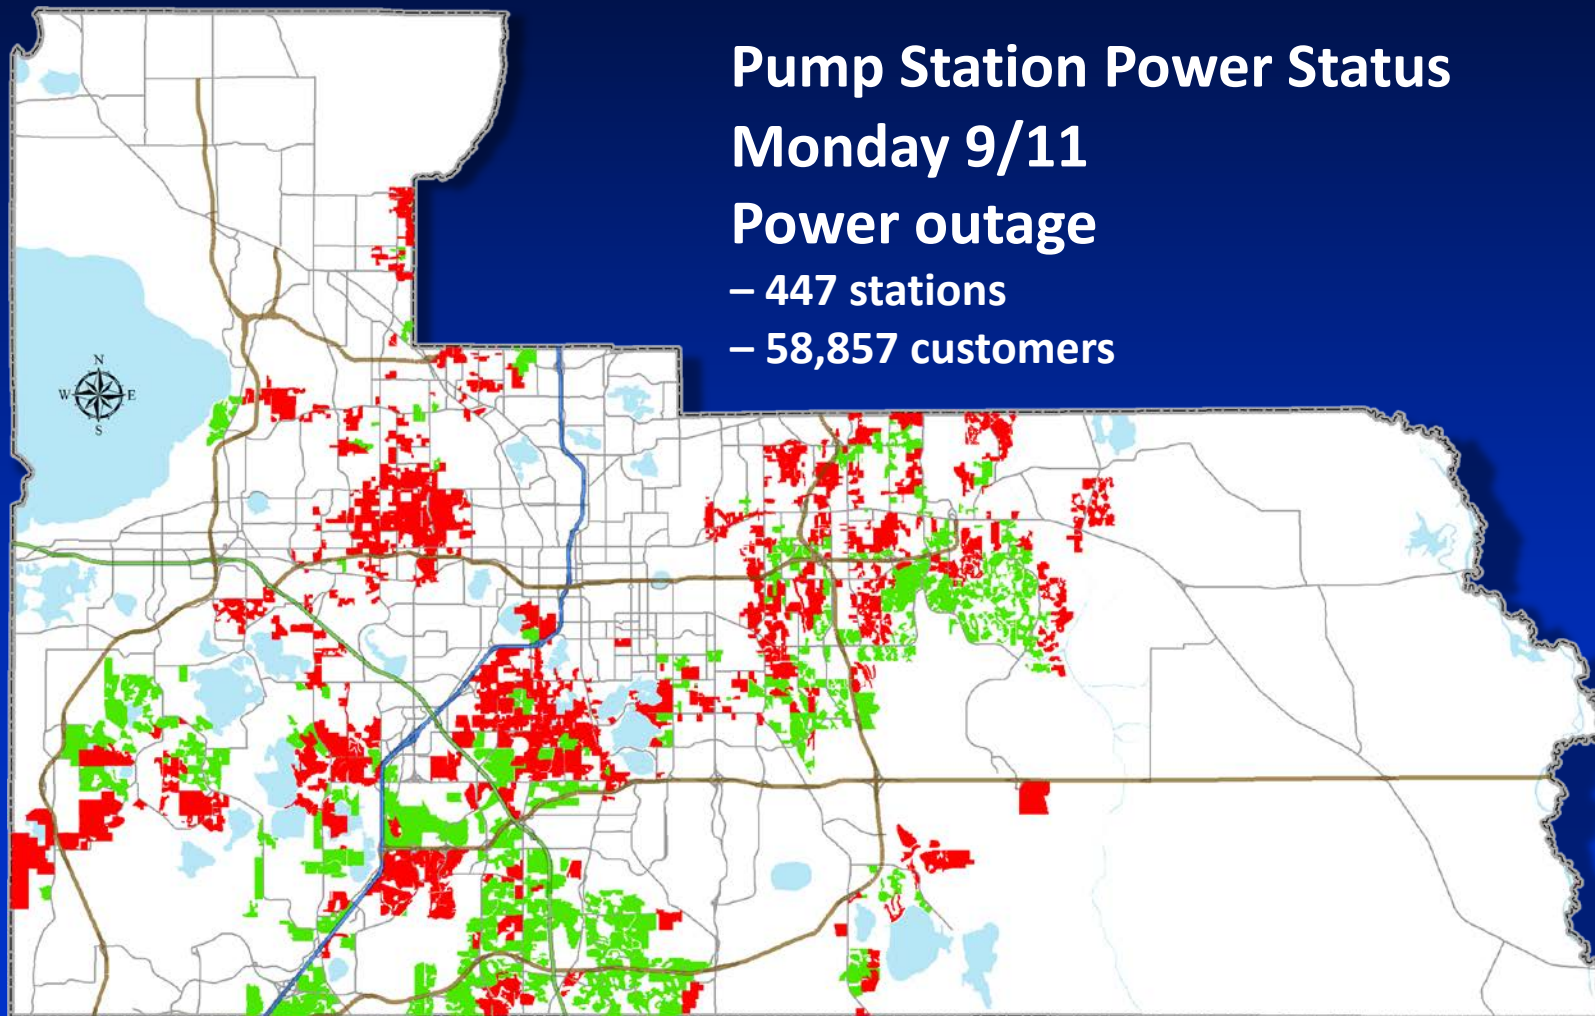 Pump Station Power Status
Monday 9/11
Power outage
– 447 stations
– 58,857 customers
N
W E
S